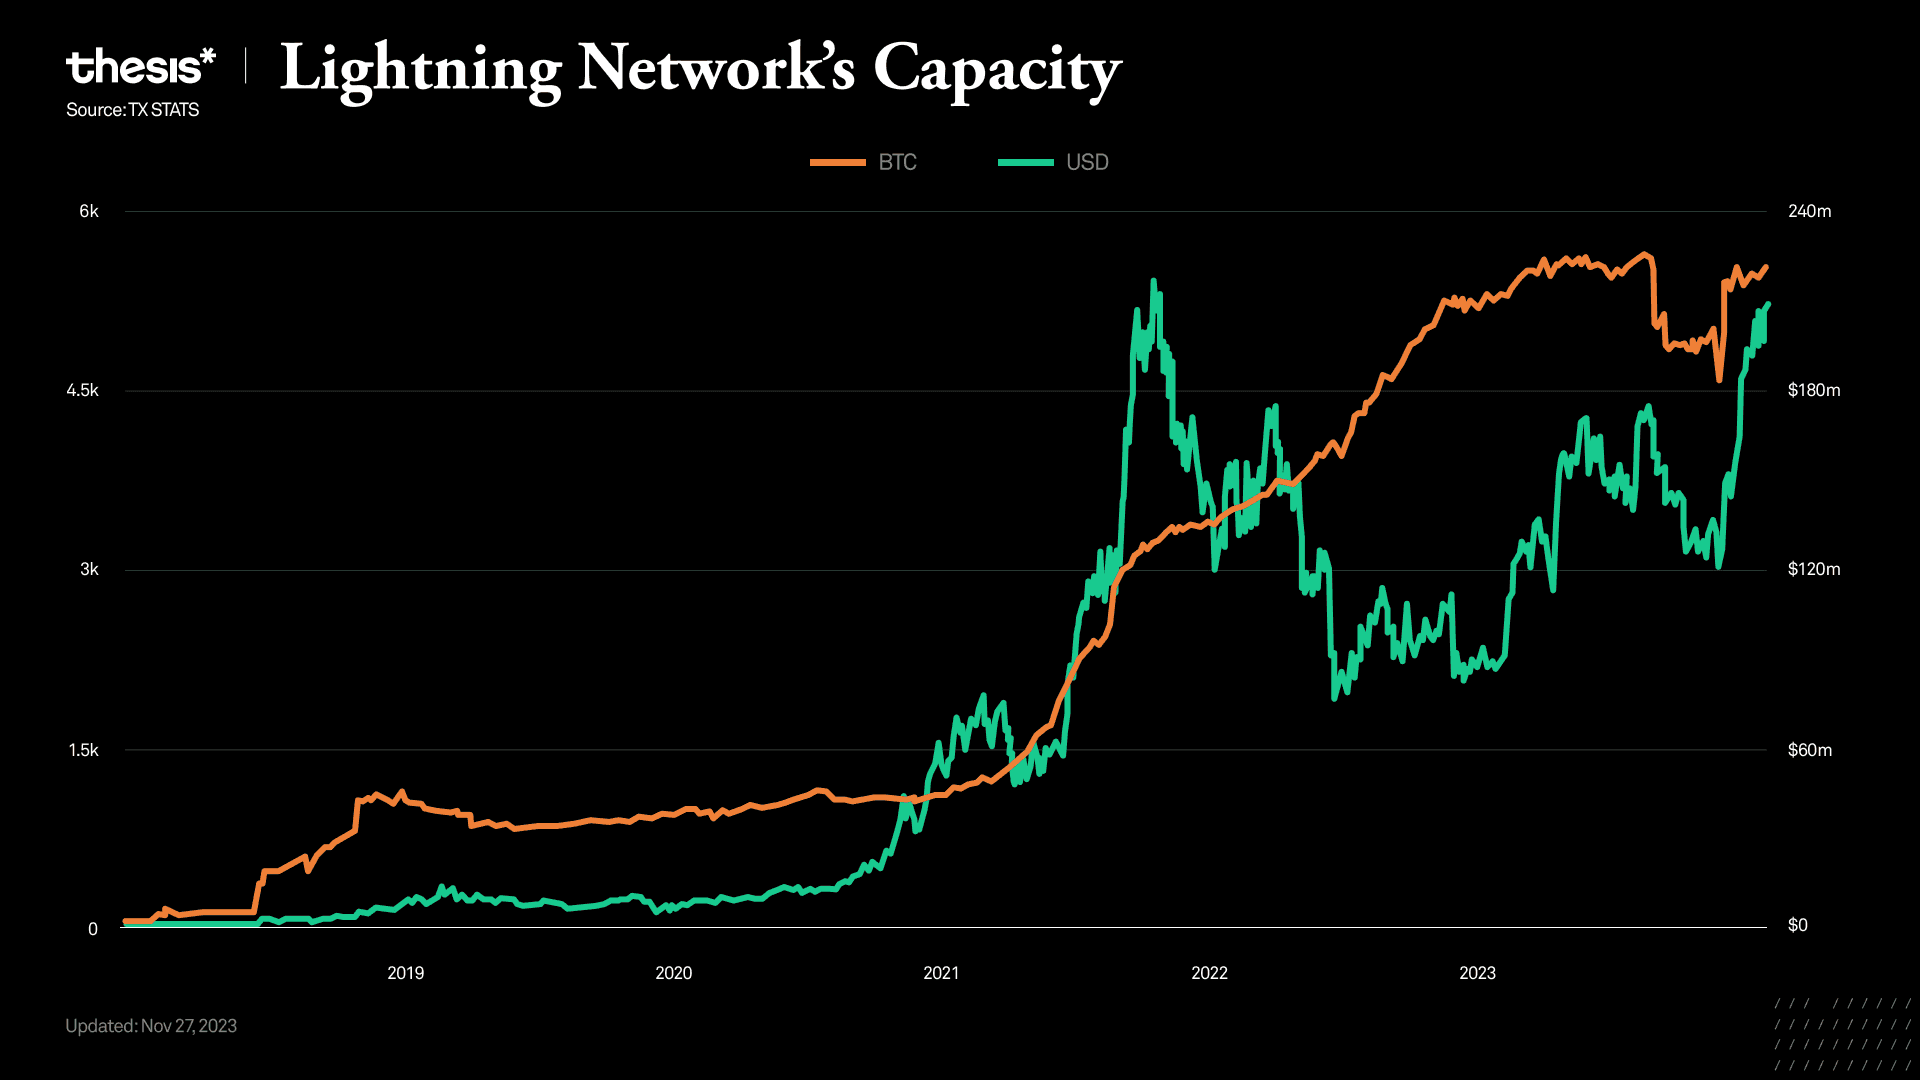 thesis* | Lightning Network’s Capacity
Source: TX STATS
BTC USD
6k 240m
4.5k $180m
3k $120m
1.5k $60m
0 $0
2019 2020 2021 2022 2023
Updated: Nov 27, 2023